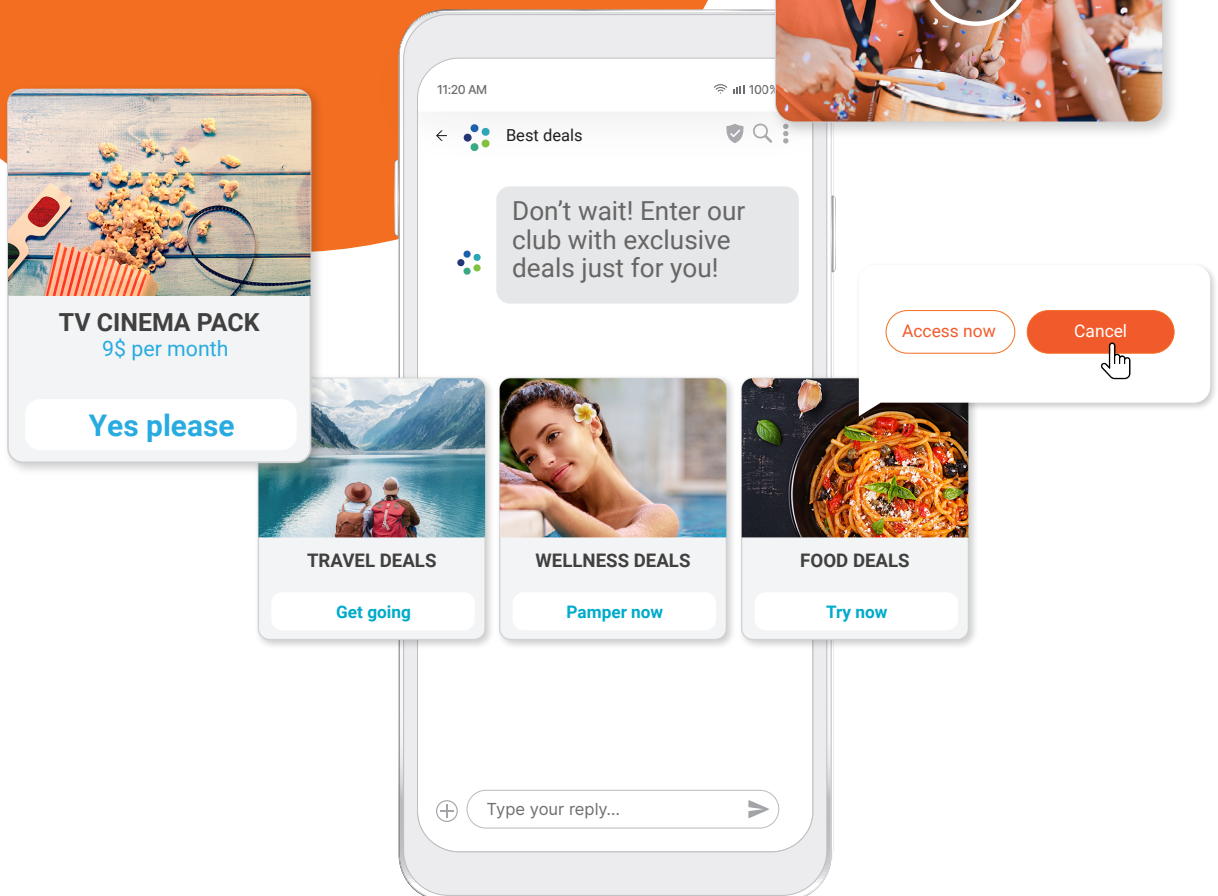 11:20 AM
100%
Best deals
Don’t wait! Enter our
club with exclusive
deals just for you!
TV CINEMA PACK
9$ per month
Yes please
Access now
Cancel
TRAVEL DEALS
Get going
WELLNESS DEALS
Pamper now
FOOD DEALS
Try now
Type your reply...